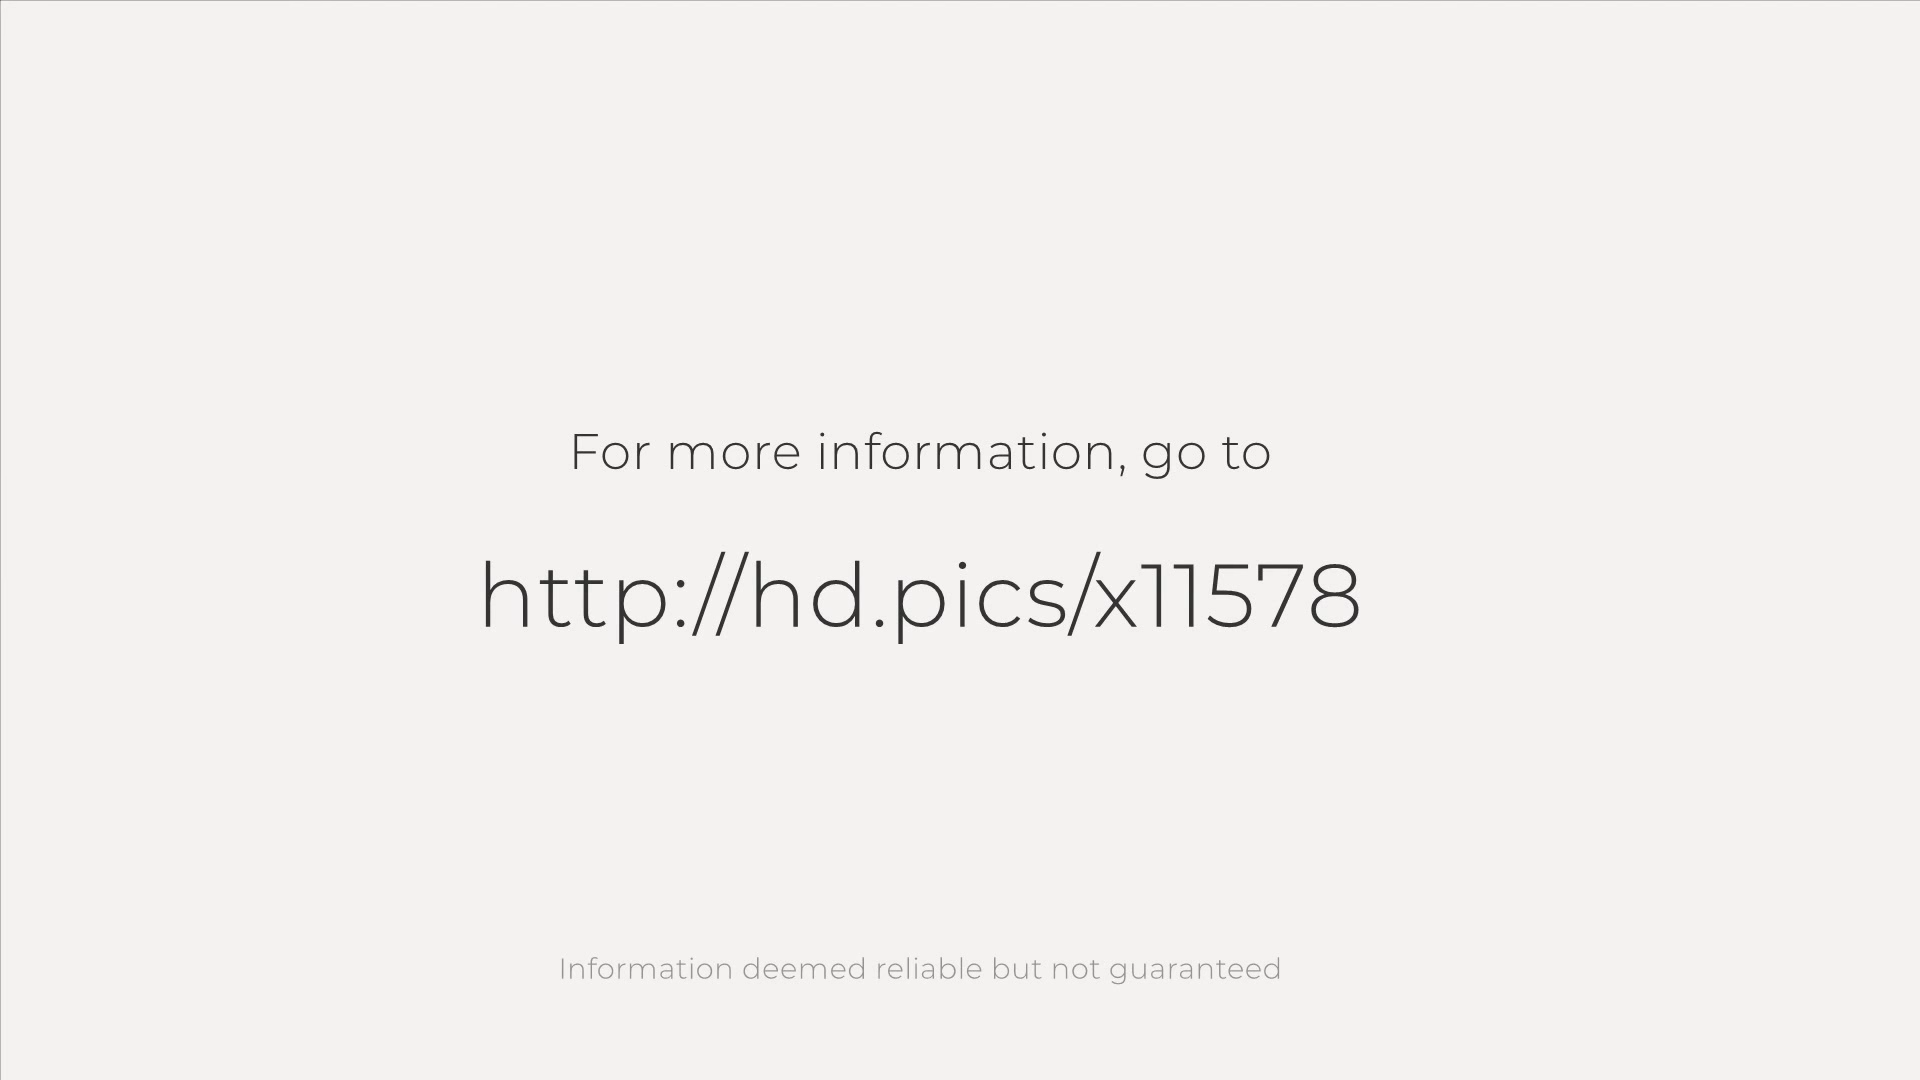 For more information, go to
http://hd.pics/x11578
Information deemed reliable but not guaranteed